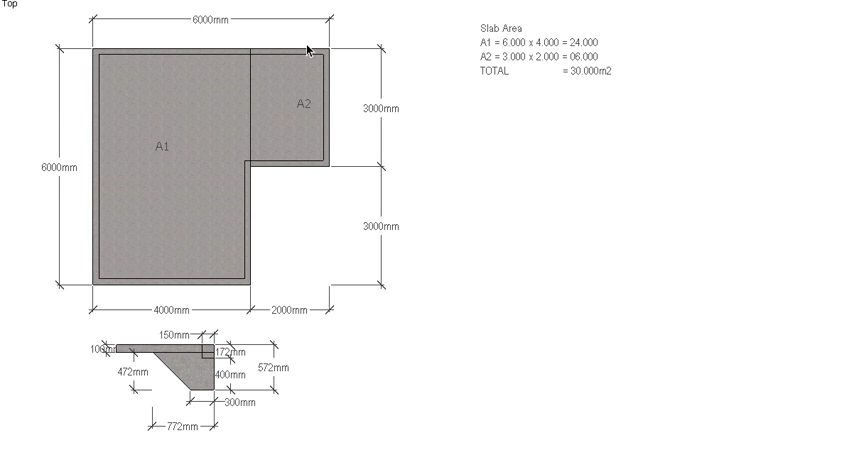 Top
6000mm
Slab Area
A1 = 6.000 x 4.000 = 24.000
A2 = 3.000 x 2.000 = 06.000
TOTAL = 30.000m2
A2
3000mm
A1
6000mm
3000mm
4000mm
2000mm
150mm
172mm
472mm
400mm
572mm
300mm
772mm